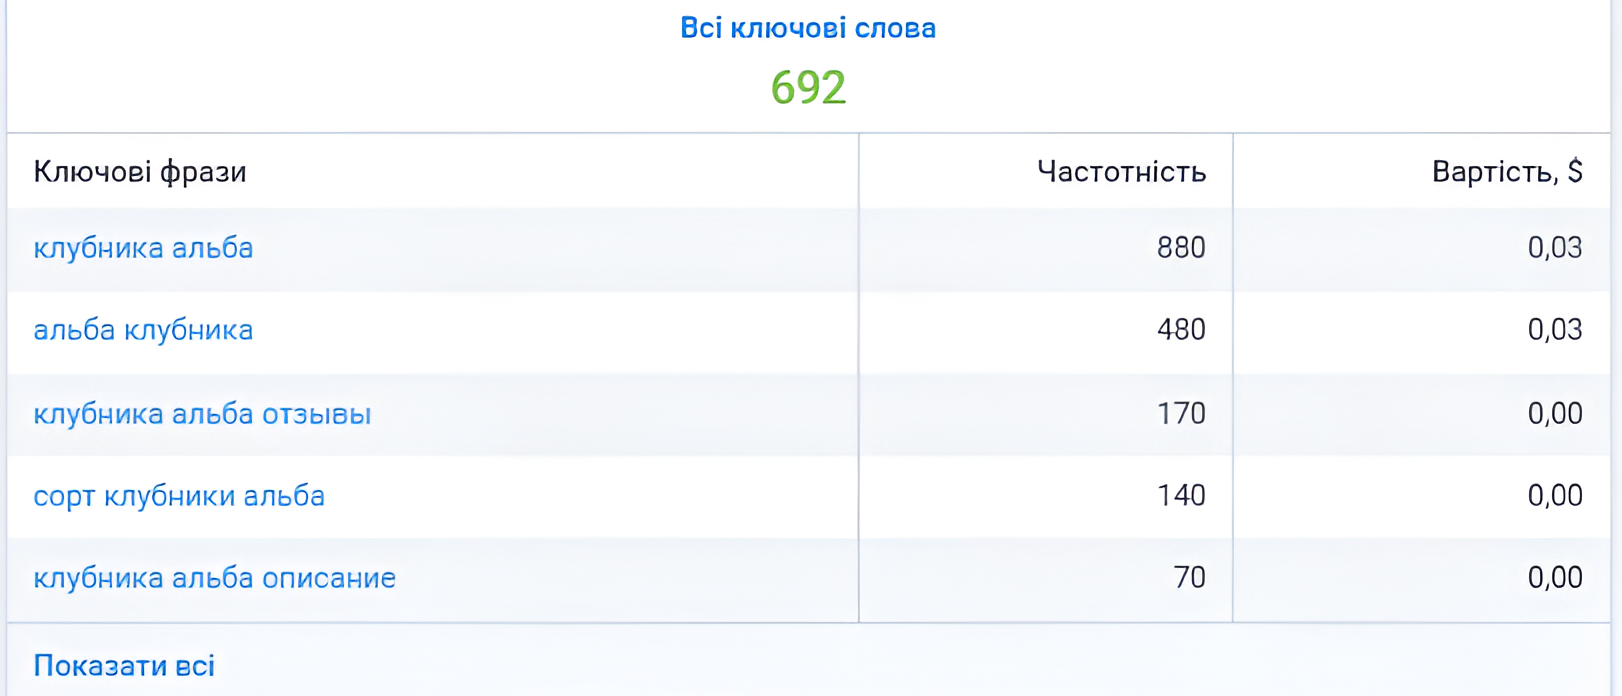 Всі ключові слова
692
Ключові фрази Частотність Вартість, $
клубника альба 880 0,03
альба клубника 480 0,03
клубника альба отзывы 170 0,00
сорт клубники альба 140 0,00
клубника альба описание 70 0,00
Показати всі